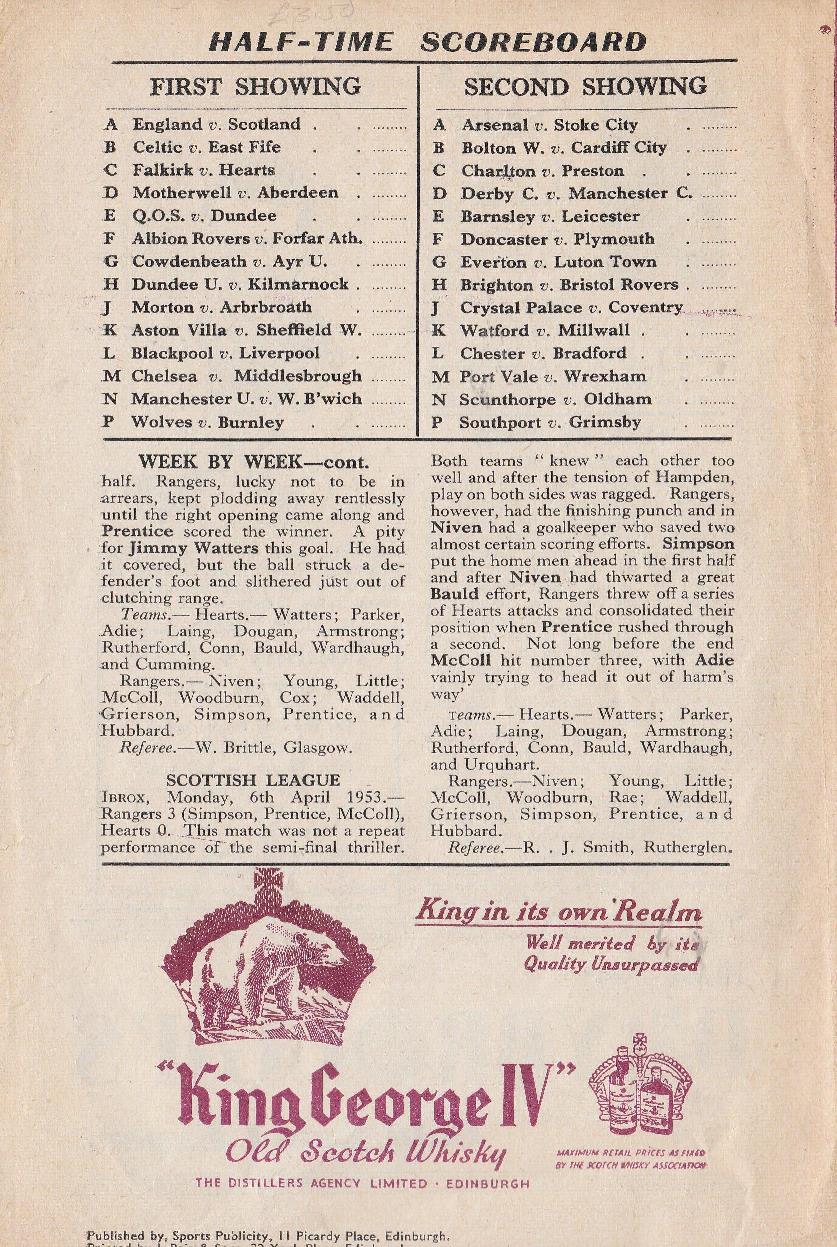 £3.50
HALF-TIME SCOREBOARD
FIRST SHOWING
A England v. Scotland . . ........
B Celtic v. East Fife . . ........
C Falkirk v. Hearts . . ........
D Motherwell v. Aberdeen . ........
E Q.O.S. v. Dundee . . ........
F Albion Rovers v. Forfar Ath. ........
G Cowdenbeath v. Ayr U. . ........
H Dundee U. v. Kilmarnock . ........
J Morton v. Arbrboath . ........
K Aston Villa v. Sheffield W. ........
L Blackpool v. Liverpool . ........
M Chelsea v. Middlesbrough ........
N Manchester U. v. W. B'wich ........
P Wolves v. Burnley . . ........
SECOND SHOWING
A Arsenal v. Stoke City . ........
B Bolton W. v. Cardiff City . ........
C Charlton v. Preston . . ........
D Derby C. v. Manchester C. ........
E Barnsley v. Leicester . ........
F Doncaster v. Plymouth . ........
G Everton v. Luton Town . ........
H Brighton v. Bristol Rovers . ........
J Crystal Palace v. Coventry ........
K Watford v. Millwall . . ........
L Chester v. Bradford . . ........
M Port Vale v. Wrexham . ........
N Scunthorpe v. Oldham . ........
P Southport v. Grimsby . ........
WEEK BY WEEK—cont.
half. Rangers, lucky not to be in
arrears, kept plodding away rentlessly
until the right opening came along and
Prentice scored the winner. A pity
for Jimmy Watters this goal. He had
it covered, but the ball struck a de-
fender's foot and slithered just out of
clutching range.
Teams.— Hearts.— Watters; Parker,
Adie; Laing, Dougan, Armstrong;
Rutherford, Conn, Bauld, Wardhaugh,
and Cumming.
Rangers.— Niven; Young, Little;
McColl, Woodburn, Cox; Waddell,
Grierson, Simpson, Prentice, and
Hubbard.
Referee.—W. Brittle, Glasgow.
SCOTTISH LEAGUE
IBROX, Monday, 6th April 1953.—
Rangers 3 (Simpson, Prentice, McColl),
Hearts 0. This match was not a repeat
performance of the semi-final thriller.
Both teams "knew" each other too
well and after the tension of Hampden,
play on both sides was ragged. Rangers,
however, had the finishing punch and in
Niven had a goalkeeper who saved two
almost certain scoring efforts. Simpson
put the home men ahead in the first half
and after Niven had thwarted a great
Bauld effort, Rangers threw off a series
of Hearts attacks and consolidated their
position when Prentice rushed through
a second. Not long before the end
McColl hit number three, with Adie
vainly trying to head it out of harm's
way'
Teams.— Hearts.— Watters; Parker,
Adie; Laing, Dougan, Armstrong;
Rutherford, Conn, Bauld, Wardhaugh,
and Urquhart.
Rangers.—Niven; Young, Little;
McColl, Woodburn, Rae; Waddell,
Grierson, Simpson, Prentice, and
Hubbard.
Referee.—R. . J. Smith, Rutherglen.
King in its own Realm
Well merited by its
Quality Unsurpassed
"King George IV"
Old Scotch Whisky
THE DISTILLERS AGENCY LIMITED · EDINBURGH
MAXIMUM RETAIL PRICES AS FIXED
BY THE SCOTCH WHISKY ASSOCIATION
Published by, Sports Publicity, 11 Picardy Place, Edinburgh.